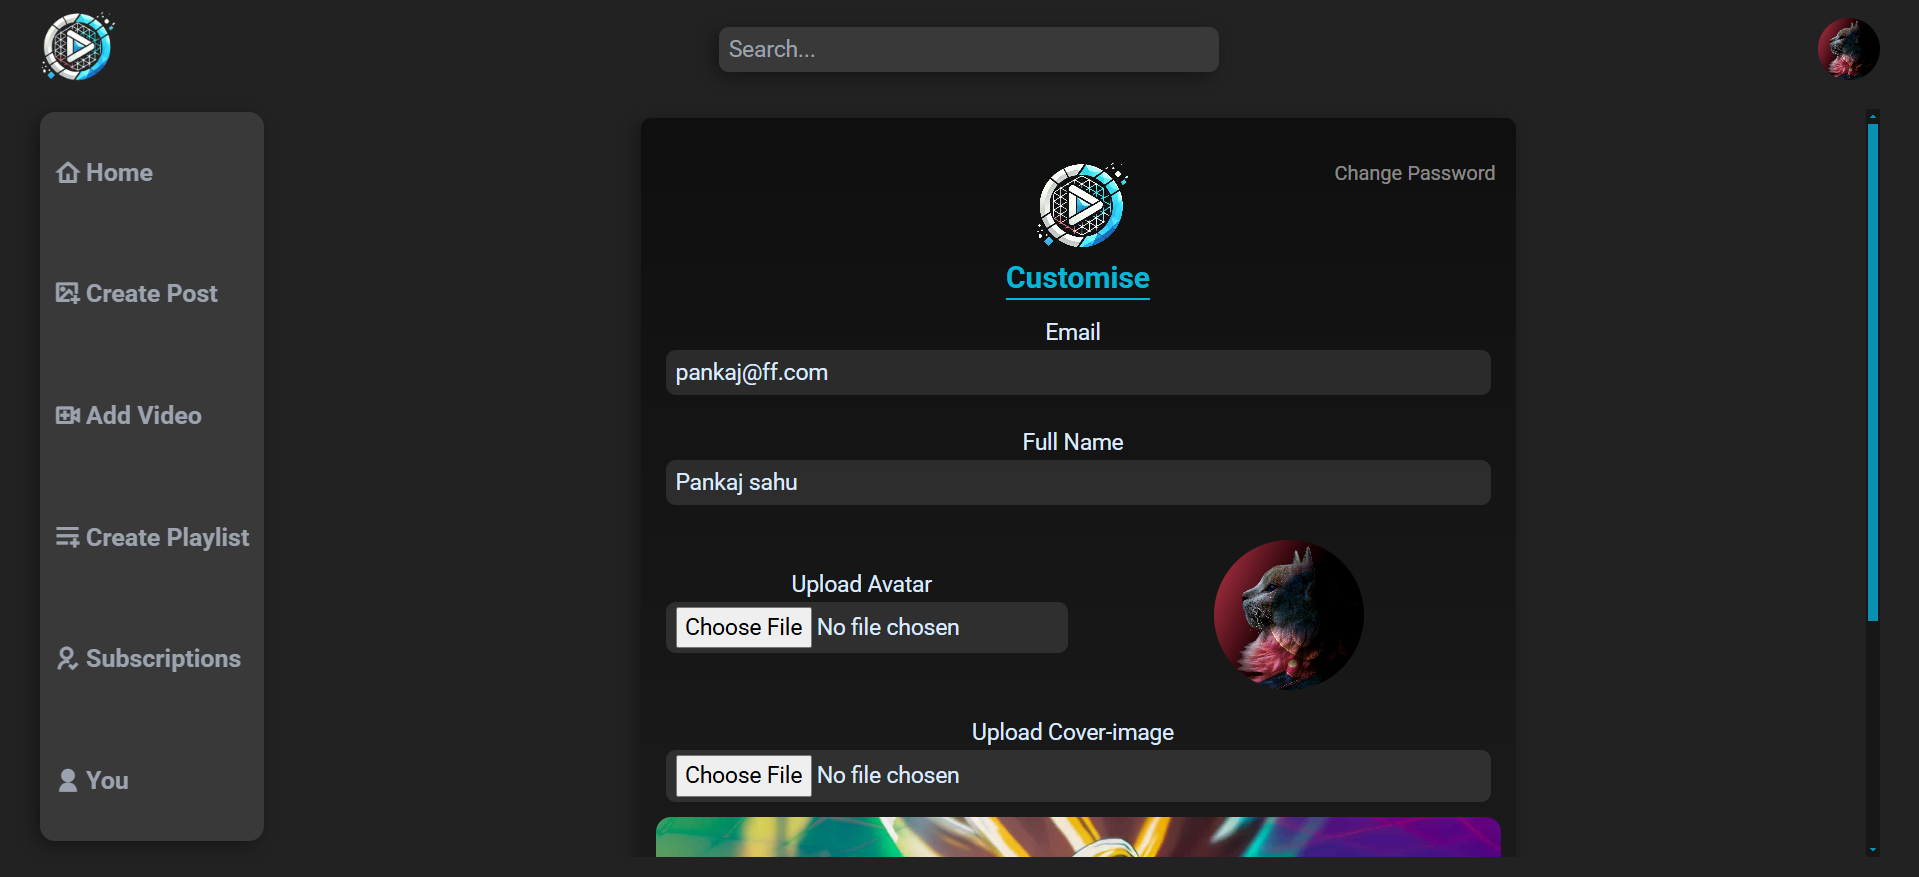 Search...
Home
Create Post
Add Video
Create Playlist
Subscriptions
You
Change Password
Customise
Email
pankaj@ff.com
Full Name
Pankaj sahu
Upload Avatar
Choose File No file chosen
Upload Cover-image
Choose File No file chosen